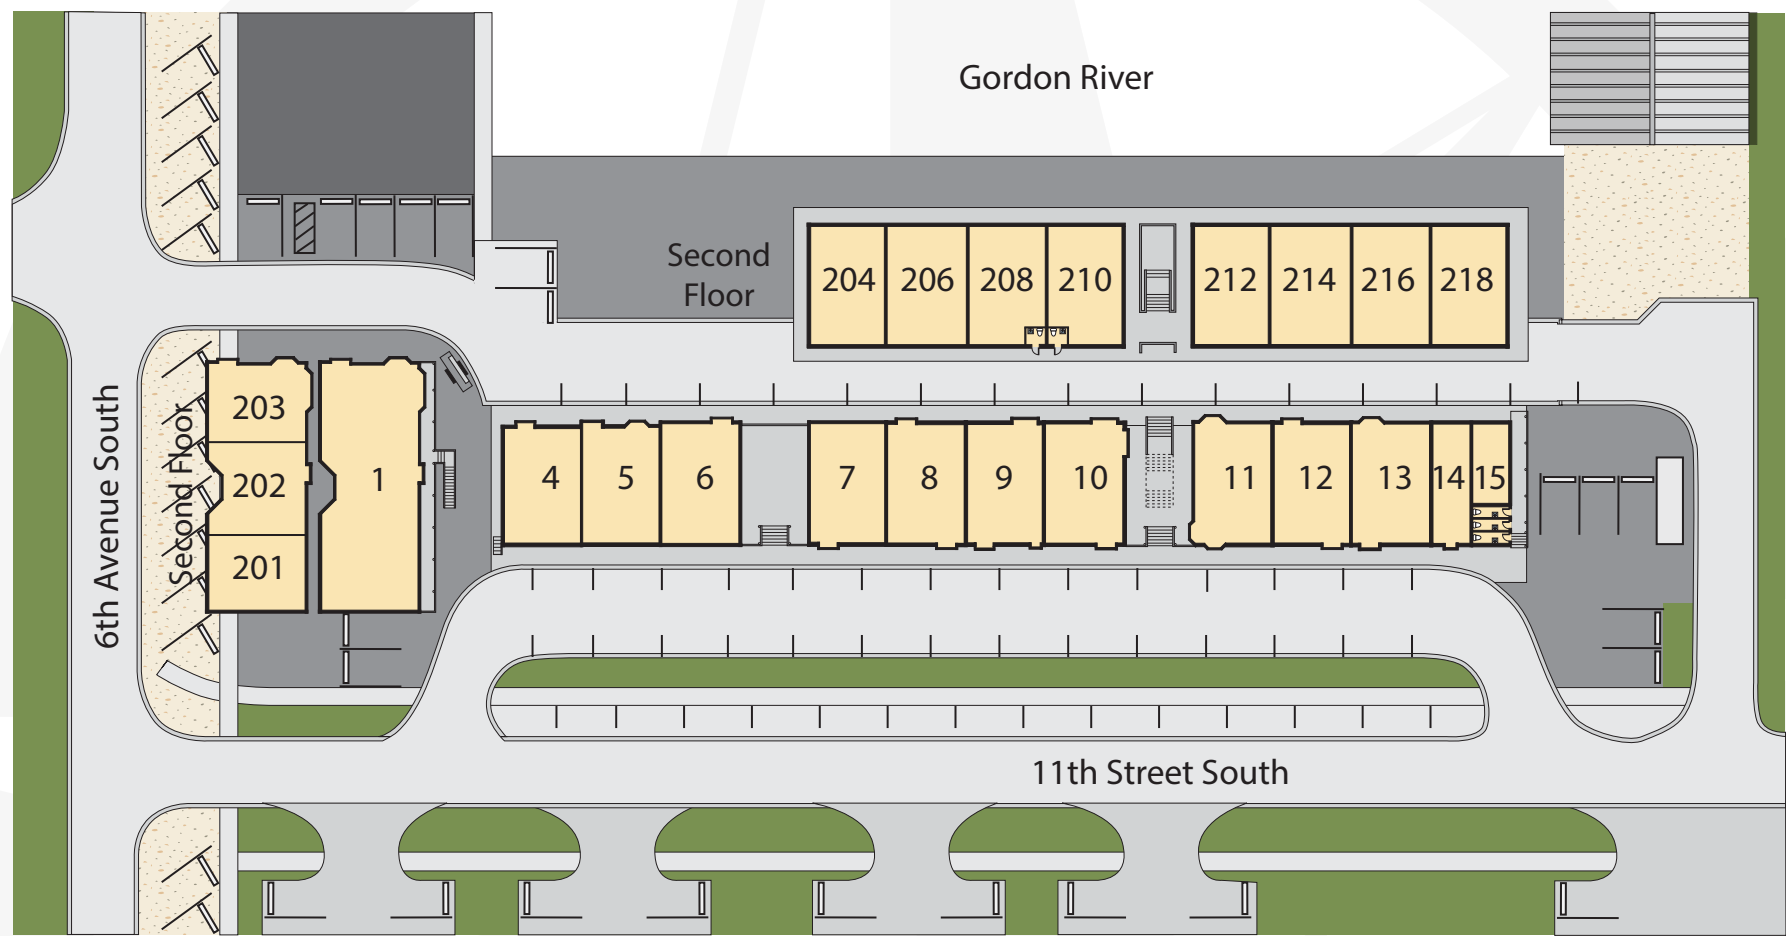 Gordon River
Second
Floor
204 206 208 210 212 214 216 218
203
202
201
Second Floor
6th Avenue South
1 4 5 6 7 8 9 10 11 12 13 14 15
11th Street South